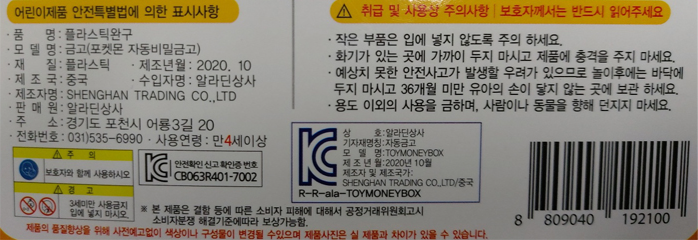 어린이제품 안전특별법에 의한 표시사항
· 품 명 : 플라스틱완구
· 모 델 명 : 금고(포켓몬 자동비밀금고)
· 재 질 : 플라스틱 · 제조년월 : 2020. 10
· 제 조 국 : 중국 · 수입자명 : 알라딘상사
· 제조자명 : SHENGHAN TRADING CO.,LTD
· 판 매 원 : 알라딘상사
· 주 소 : 경기도 포천시 어룡3길 20
· 전화번호 : 031)535-6990 · 사용연령 : 만4세이상
주 의
보호자와 함께 사용하시오
경 고
3세미만 사용금지
입에 넣지 마시오.
안전확인 신고 확인증 번호
CB063R401-7002
취급 및 사용상 주의사항 | 보호자께서는 반드시 읽어주세요
· 작은 부품은 입에 넣지 않도록 주의 하세요.
· 화기가 있는 곳에 가까이 두지 마시고 제품에 충격을 주지 마세요.
· 예상치 못한 안전사고가 발생할 우려가 있으므로 놀이후에는 바닥에
두지 마시고 36개월 미만 유아의 손이 닿지 않는 곳에 보관 하세요.
· 용도 이외의 사용을 금하며, 사람이나 동물을 향해 던지지 마세요.
상 호 : 알라딘상사
기자재명칭 : 자동금고
모 델 명 : TOYMONEYBOX
제 조 년 월 : 2020년 10월
제조자 및 제조국가 :
SHENGHAN TRADING CO.,LTD/중국
R-R-ala-TOYMONEYBOX
8 809040 192100
※ 본 제품은 결함 등에 따른 소비자 피해에 대해서 공정거래위원회고시
소비자분쟁 해결기준에따라 보상가능함.
제품의 품질향상을 위해 사전예고없이 색상이나 구성물이 변경될 수 있으며 제품사진은 실 제품과 차이가 있을 수 있습니다.